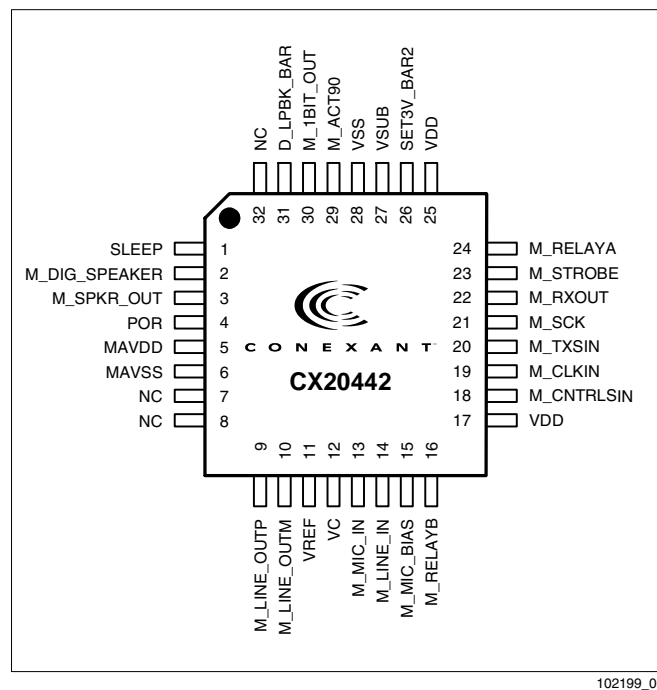 NC
D_LPBK_BAR
M_1BIT_OUT
M_ACT90
VSS
VSUB
SET3V_BAR2
VDD
32
31
30
29
28
27
26
25
SLEEP 1
M_DIG_SPEAKER 2
M_SPKR_OUT 3
POR 4
MAVDD 5
MAVSS 6
NC 7
NC 8
CONEXANT
CX20442
24 M_RELAYA
23 M_STROBE
22 M_RXOUT
21 M_SCK
20 M_TXSIN
19 M_CLKIN
18 M_CNTRLSIN
17 VDD
9
10
11
12
13
14
15
16
M_LINE_OUTP
M_LINE_OUTM
VREF
VC
M_MIC_IN
M_LINE_IN
M_MIC_BIAS
M_RELAYB